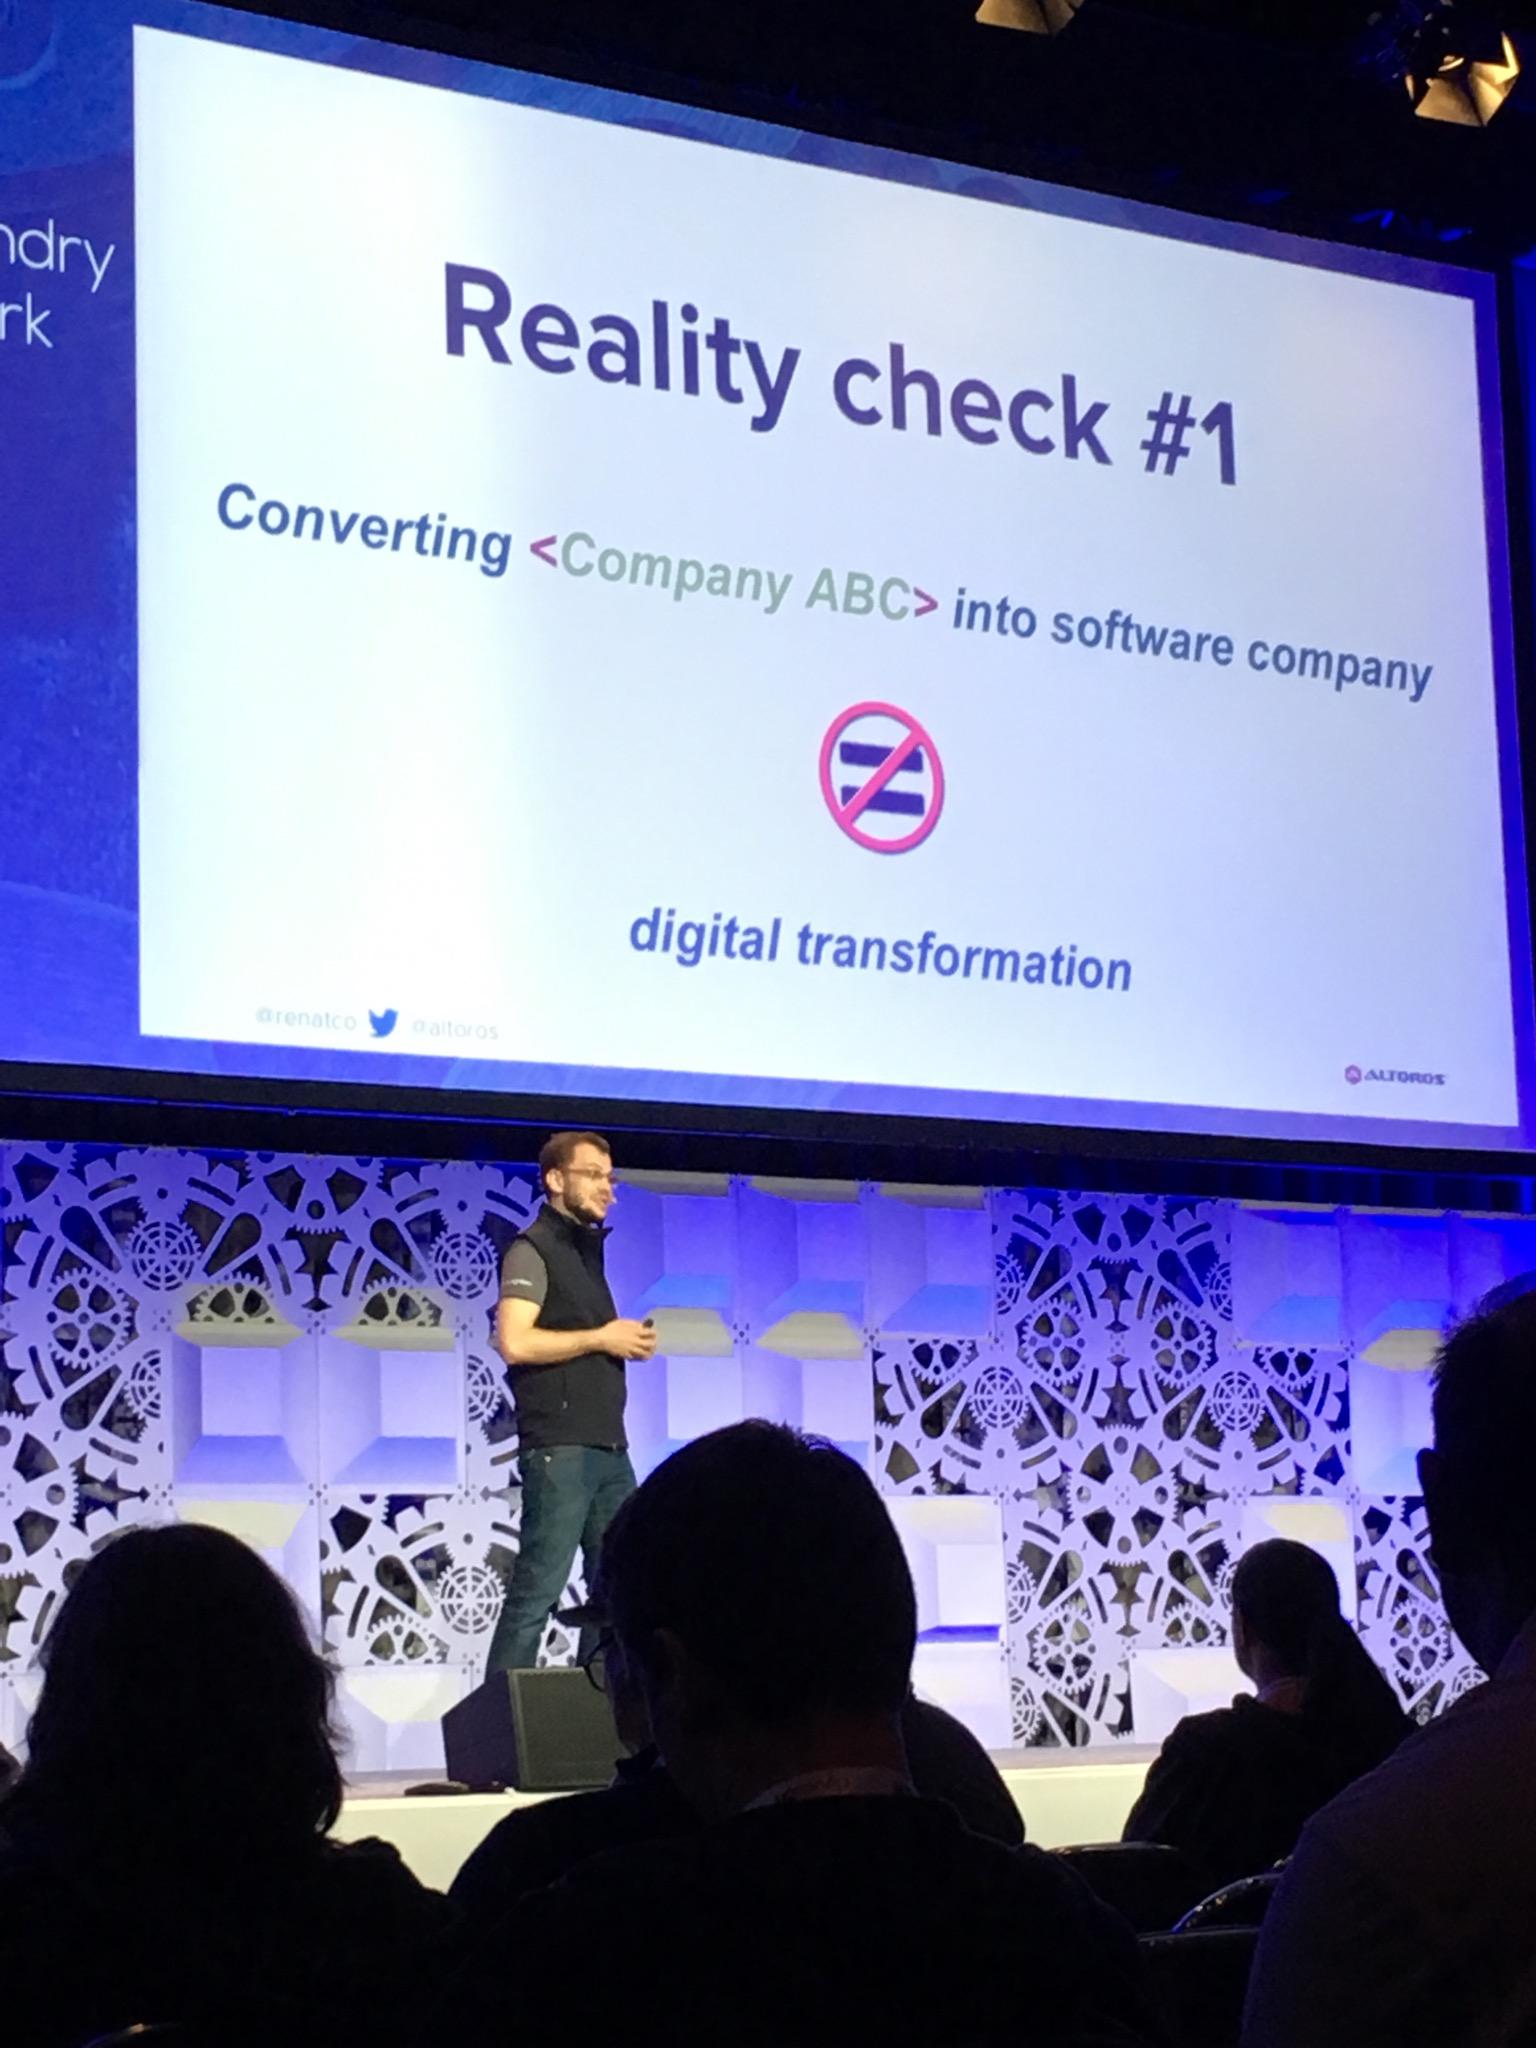 ndry
rk
Reality check #1
Converting <Company ABC> into software company
digital transformation
@renatco @altoros
ALTOROS